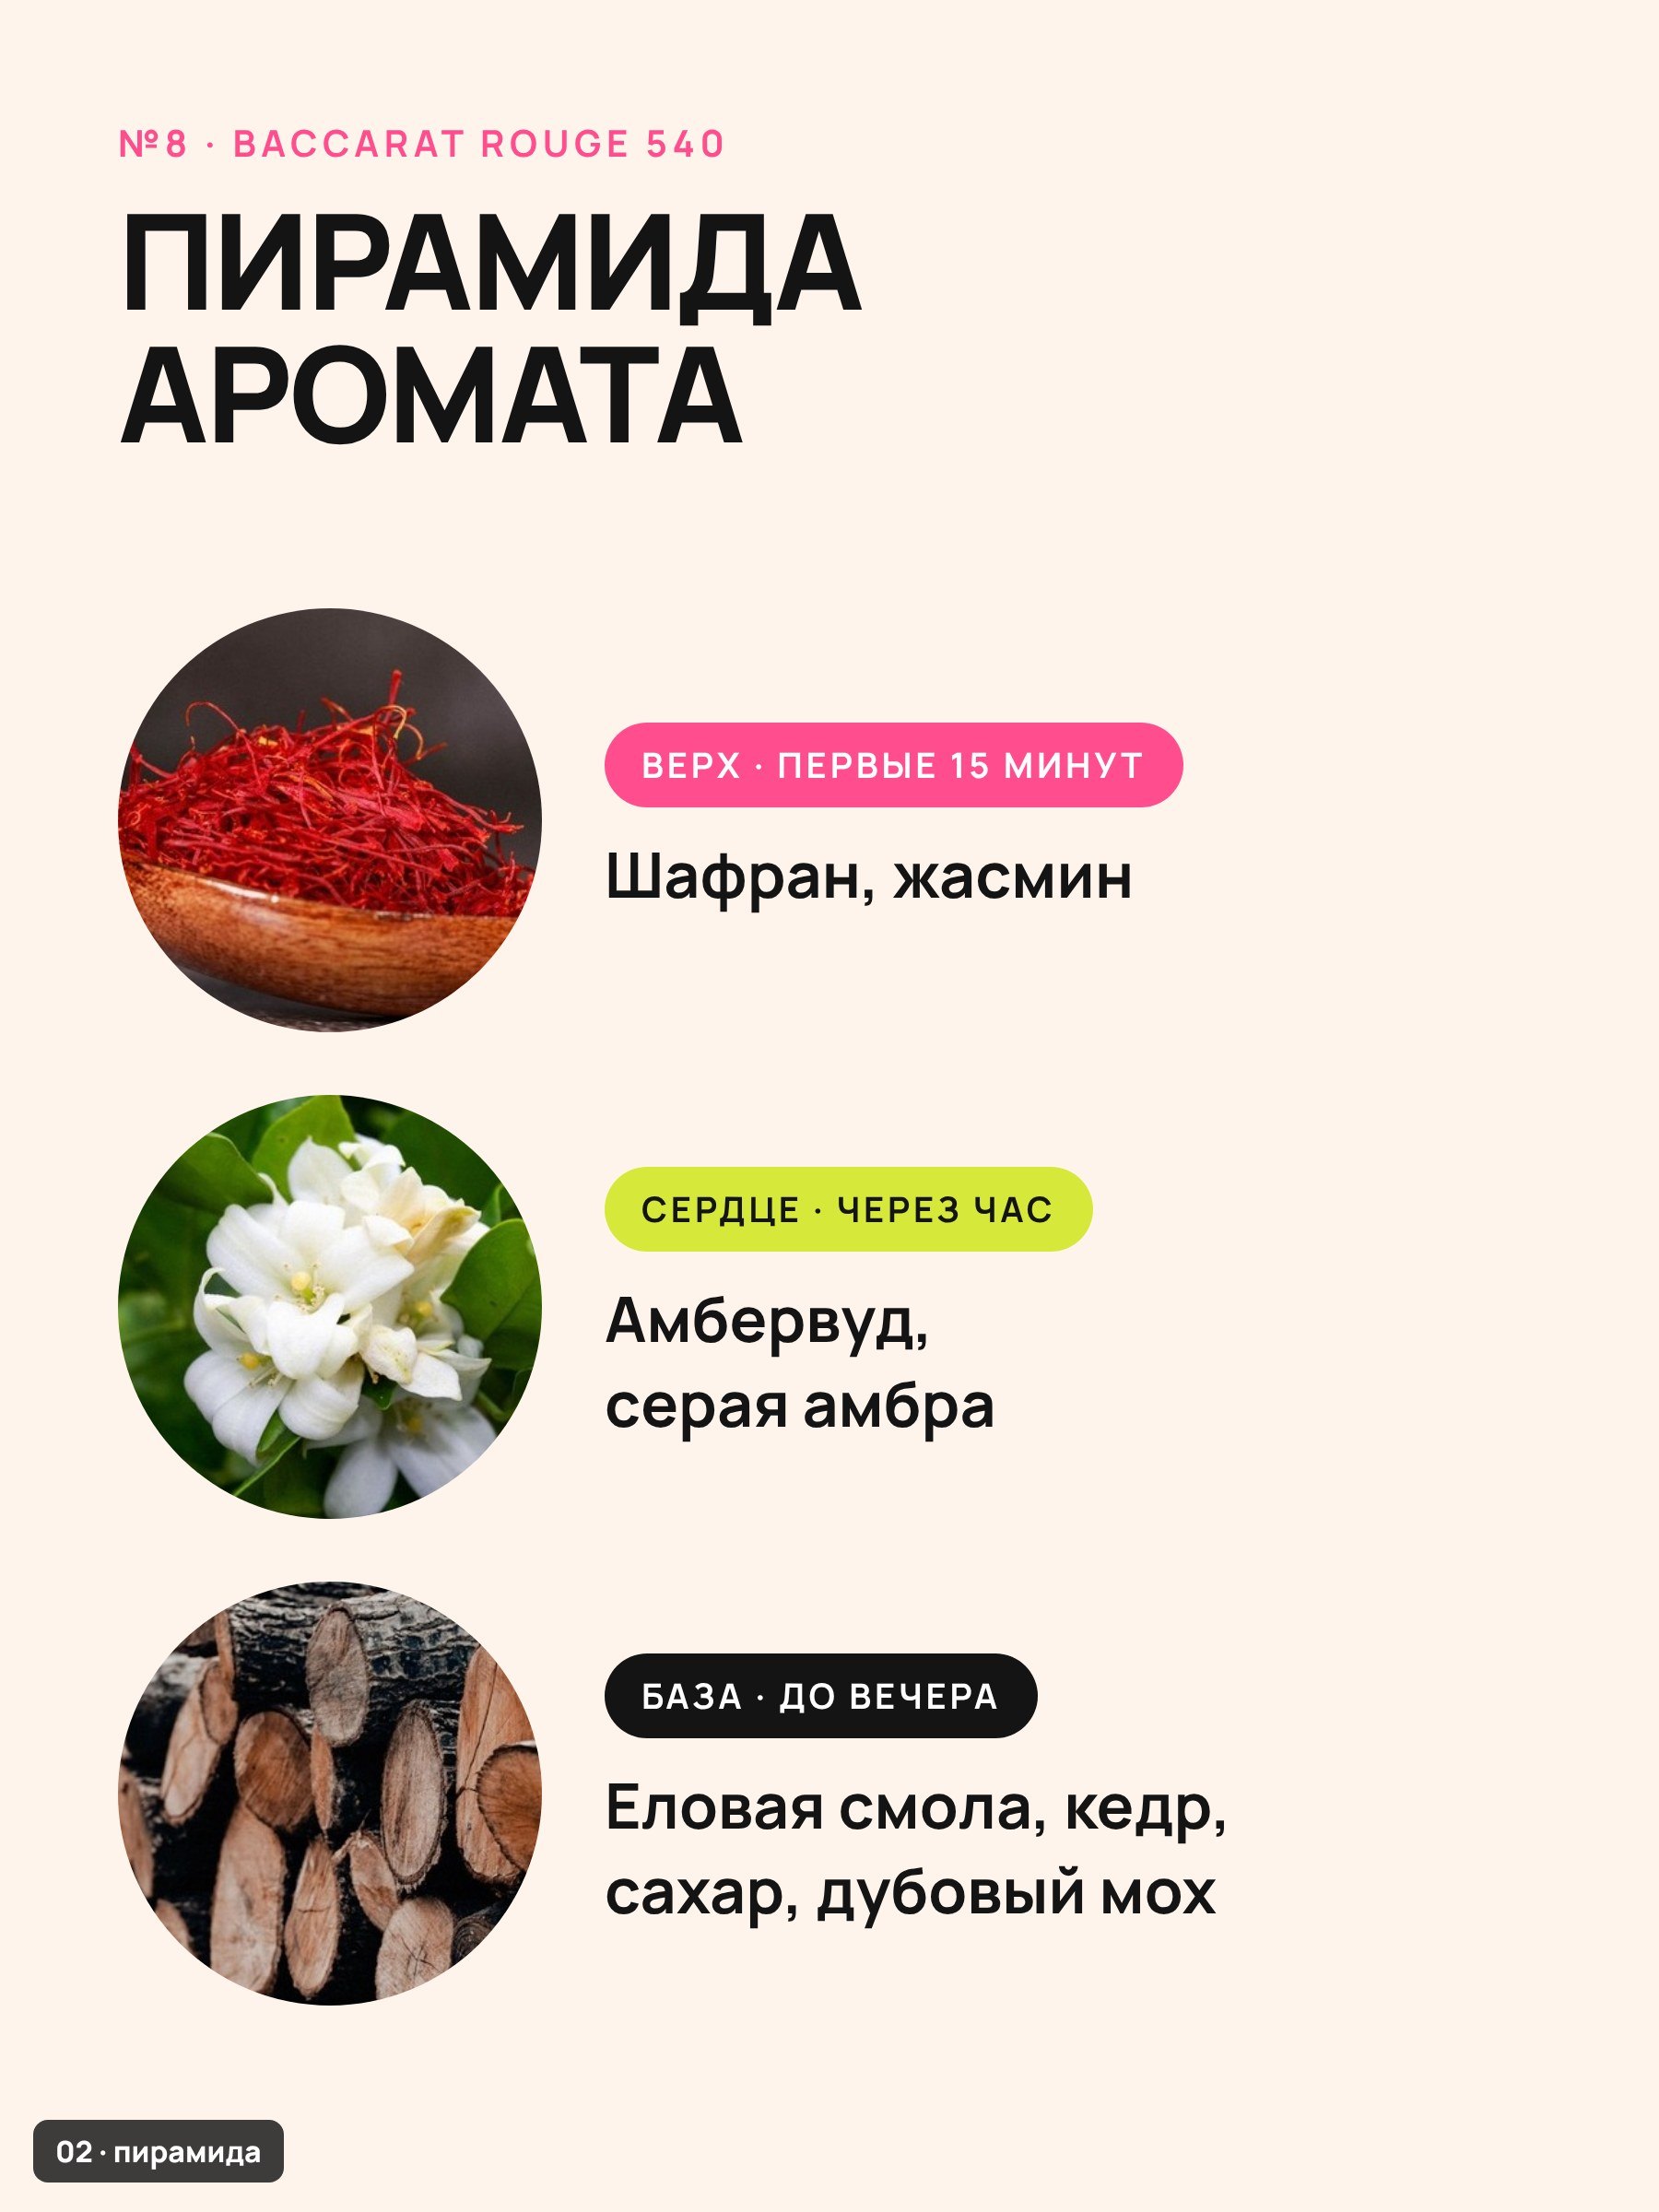 №8 · BACCARAT ROUGE 540
ПИРАМИДА
АРОМАТА
ВЕРХ · ПЕРВЫЕ 15 МИНУТ
Шафран, жасмин
СЕРДЦЕ · ЧЕРЕЗ ЧАС
Амбервуд,
серая амбра
БАЗА · ДО ВЕЧЕРА
Еловая смола, кедр,
сахар, дубовый мох
02 · пирамида